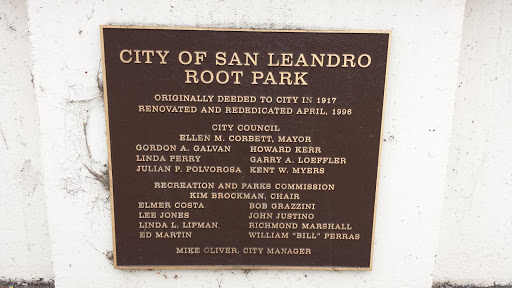 CITY OF SAN LEANDRO
ROOT PARK
ORIGINALLY DEEDED TO CITY IN 1917
RENOVATED AND REDEDICATED APRIL, 1996
CITY COUNCIL
ELLEN M. CORBETT, MAYOR
GORDON A. GALVAN HOWARD KERR
LINDA PERRY GARRY A. LOEFFLER
JULIAN P. POLVOROSA KENT W. MYERS
RECREATION AND PARKS COMMISSION
KIM BROCKMAN, CHAIR
ELMER COSTA BOB GRAZZINI
LEE JONES JOHN JUSTINO
LINDA L. LIPMAN RICHMOND MARSHALL
ED MARTIN WILLIAM "BILL" PERRAS
MIKE OLIVER, CITY MANAGER